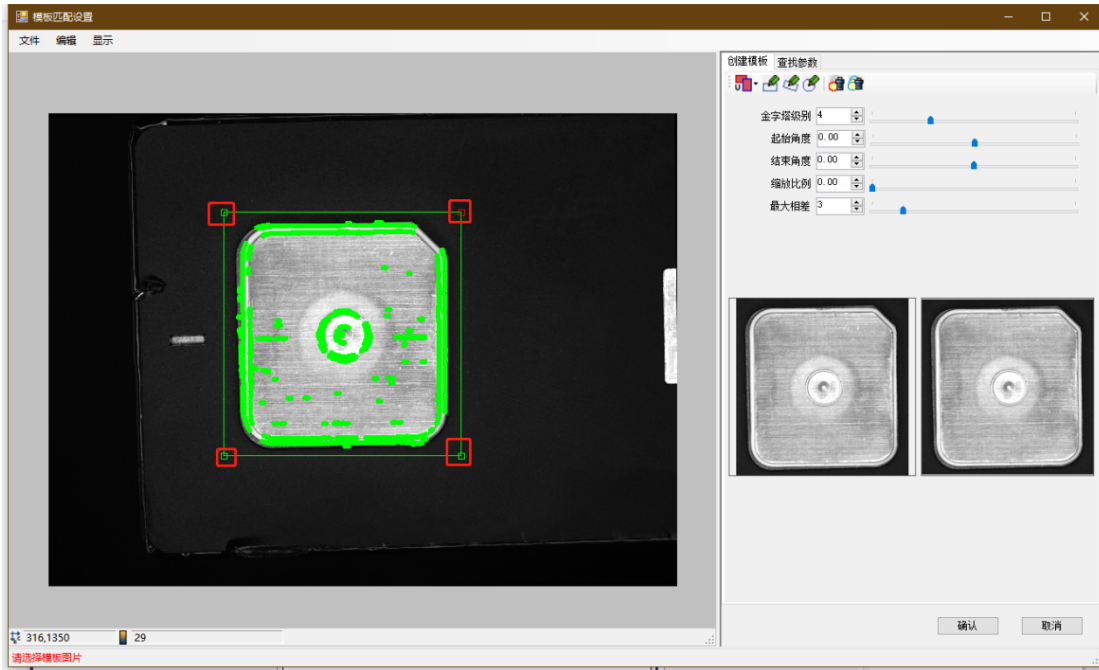 模板匹配设置
文件 编辑 显示
创建模板 查找参数
金字塔级别 4
起始角度 0.00
结束角度 0.00
缩放比例 0.00
最大相差 3
确认 取消
316,1350 29
请选择模板图片